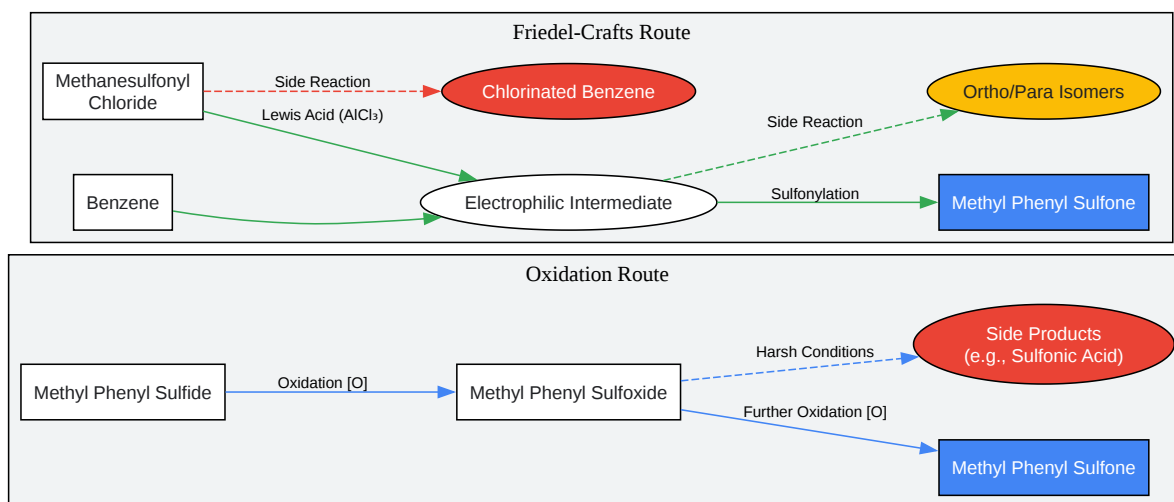 Friedel-Crafts Route
Methanesulfonyl
Chloride
Side Reaction
Chlorinated Benzene
Ortho/Para Isomers
Lewis Acid (AlCl₃)
Side Reaction
Benzene
Electrophilic Intermediate
Sulfonylation
Methyl Phenyl Sulfone
Oxidation Route
Side Products
(e.g., Sulfonic Acid)
Harsh Conditions
Methyl Phenyl Sulfide
Oxidation [O]
Methyl Phenyl Sulfoxide
Further Oxidation [O]
Methyl Phenyl Sulfone